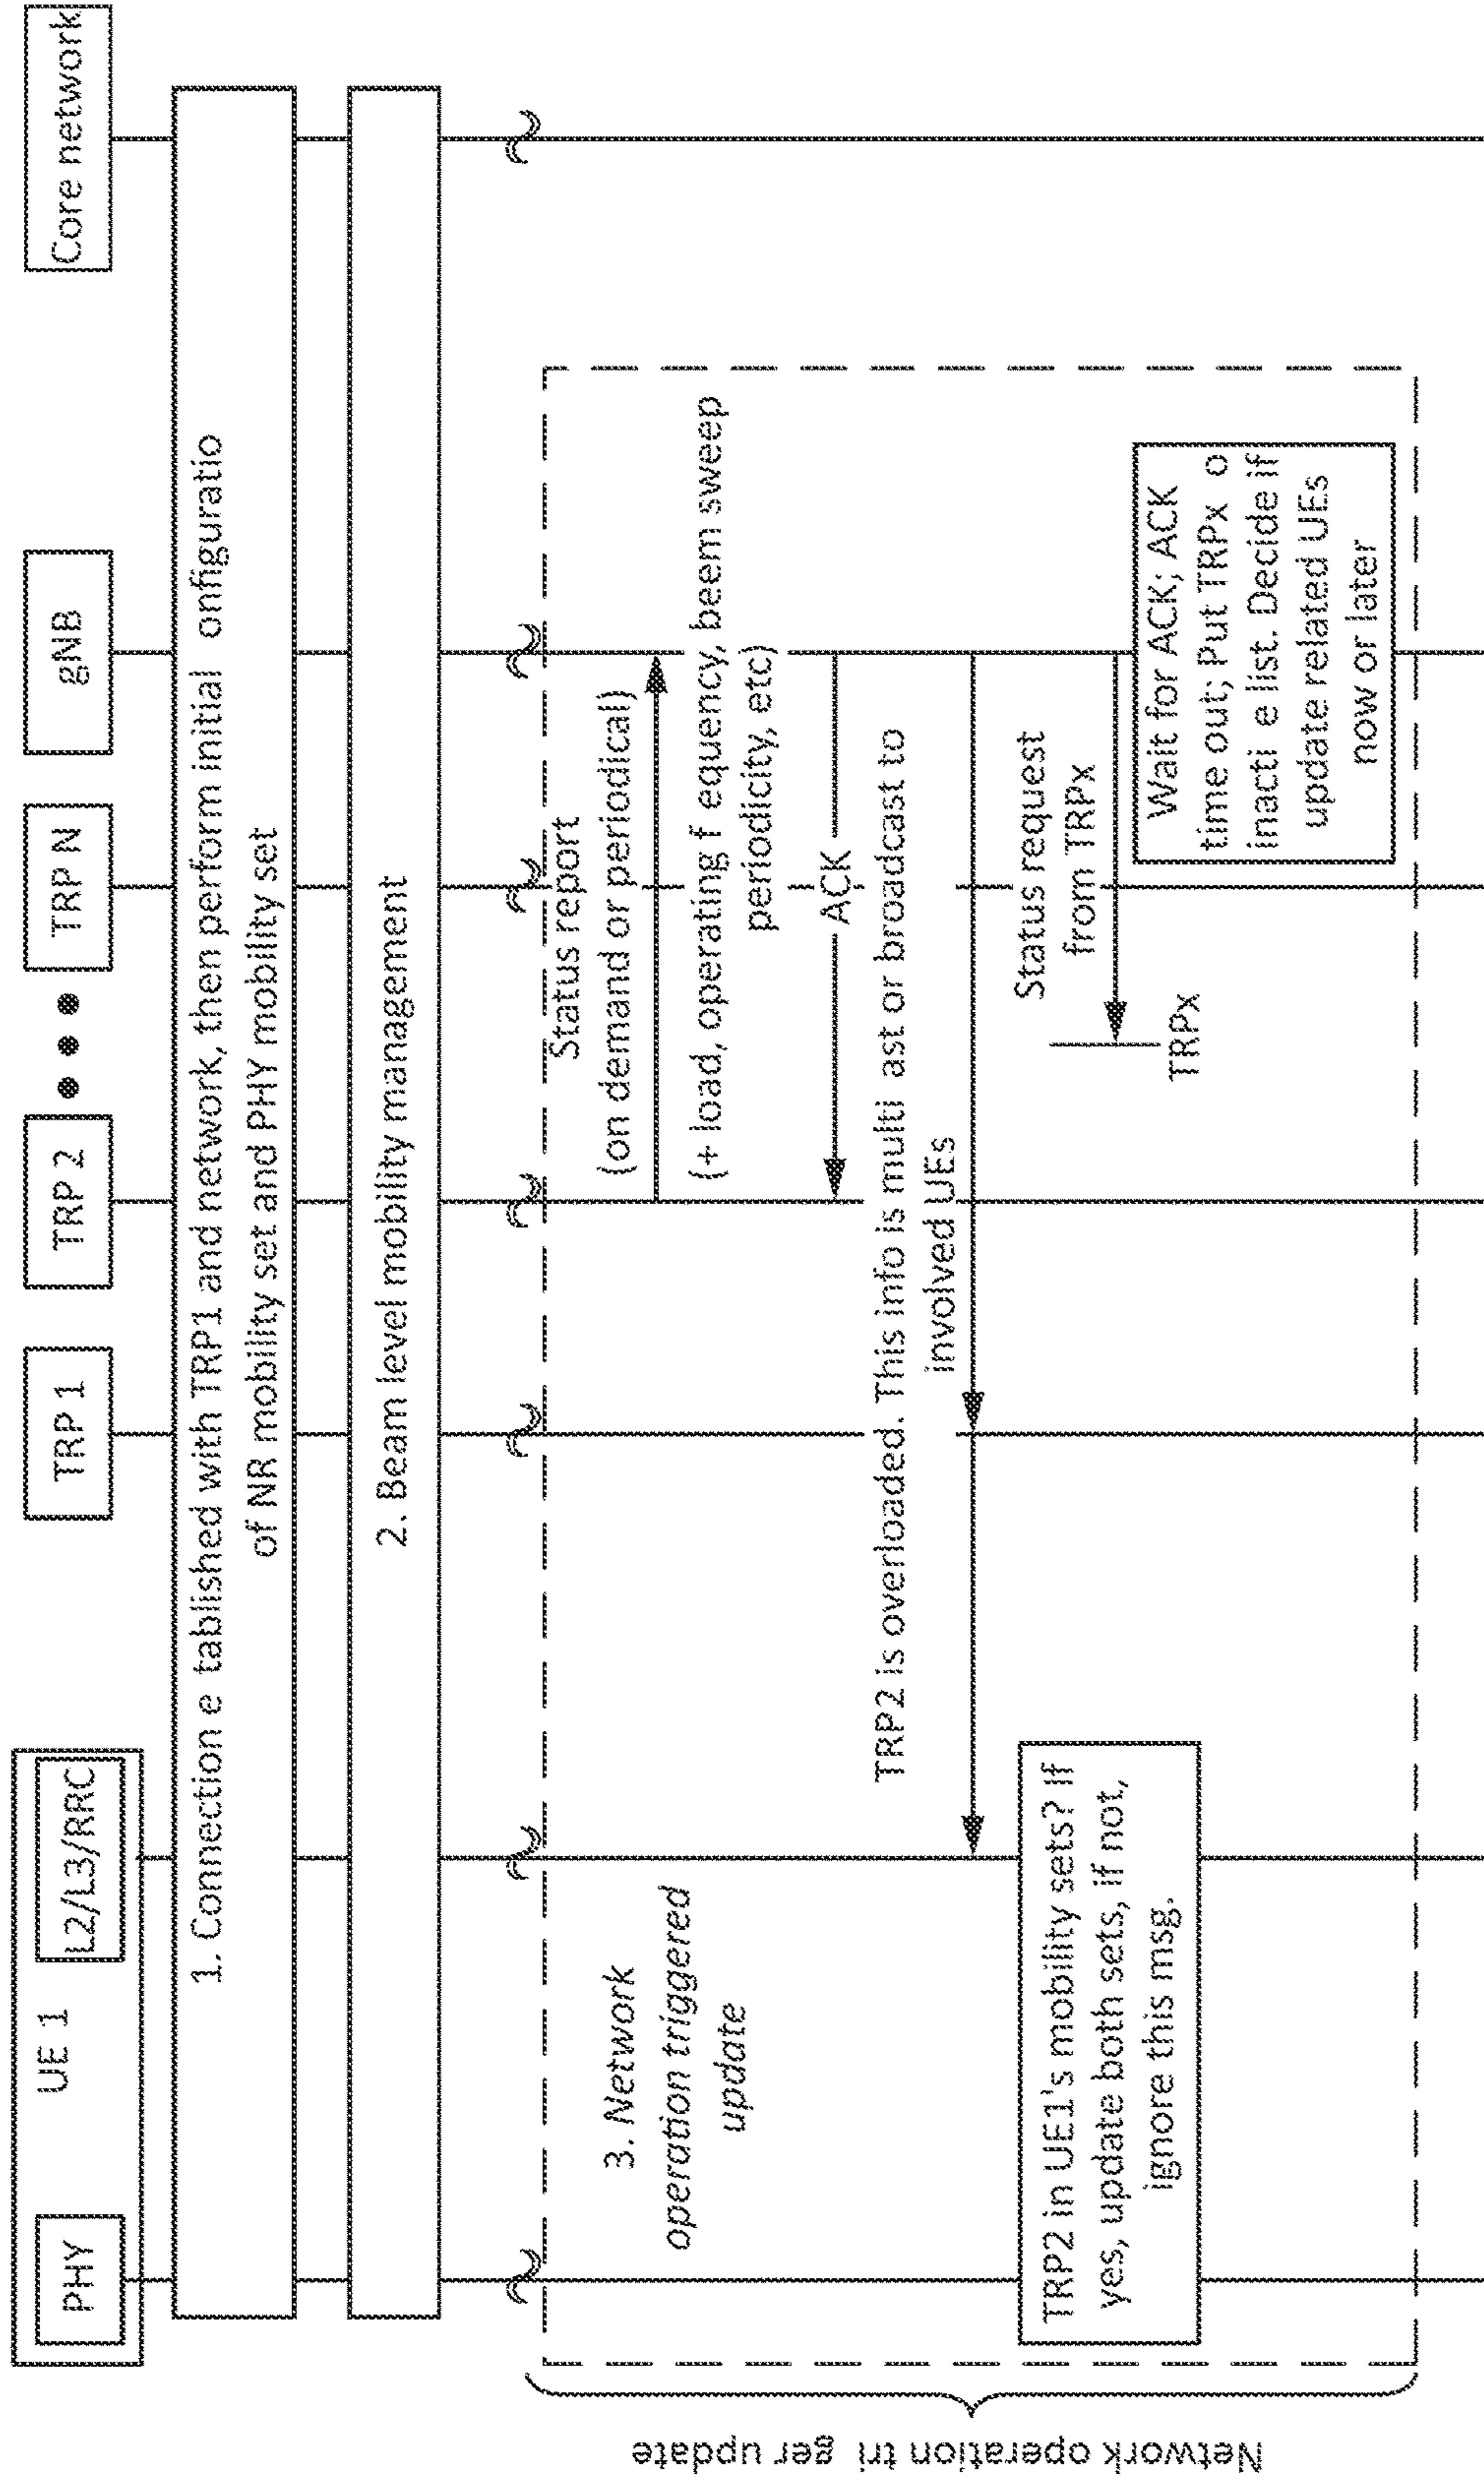 UE 1
PHY
L2/L3/RRC
TRP 1
TRP 2
TRP N
gNB
Core network
1. Connection e tablished with TRP1 and network, then perform initial onfiguratio
of NR mobility set and PHY mobility set
2. Beam level mobility management
3. Network
operation triggered
update
Status report
(on demand or periodical)
(+ load, operating f equency, beem sweep
periodicity, etc)
ACK
TRP2 is overloaded. This info is multi ast or broadcast to
involved UEs
Status request
from TRPx
TRPx
TRP2 in UE1's mobility sets? If
yes, update both sets, if not,
ignore this msg.
Wait for ACK; ACK
time out; Put TRPx o
inacti e list. Decide if
update related UEs
now or later
Network operation tri ger update